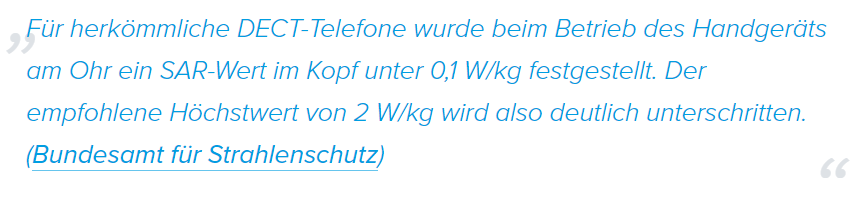 „
Für herkömmliche DECT-Telefone wurde beim Betrieb des Handgeräts
am Ohr ein SAR-Wert im Kopf unter 0,1 W/kg festgestellt. Der
empfohlene Höchstwert von 2 W/kg wird also deutlich unterschritten.
(Bundesamt für Strahlenschutz)
“